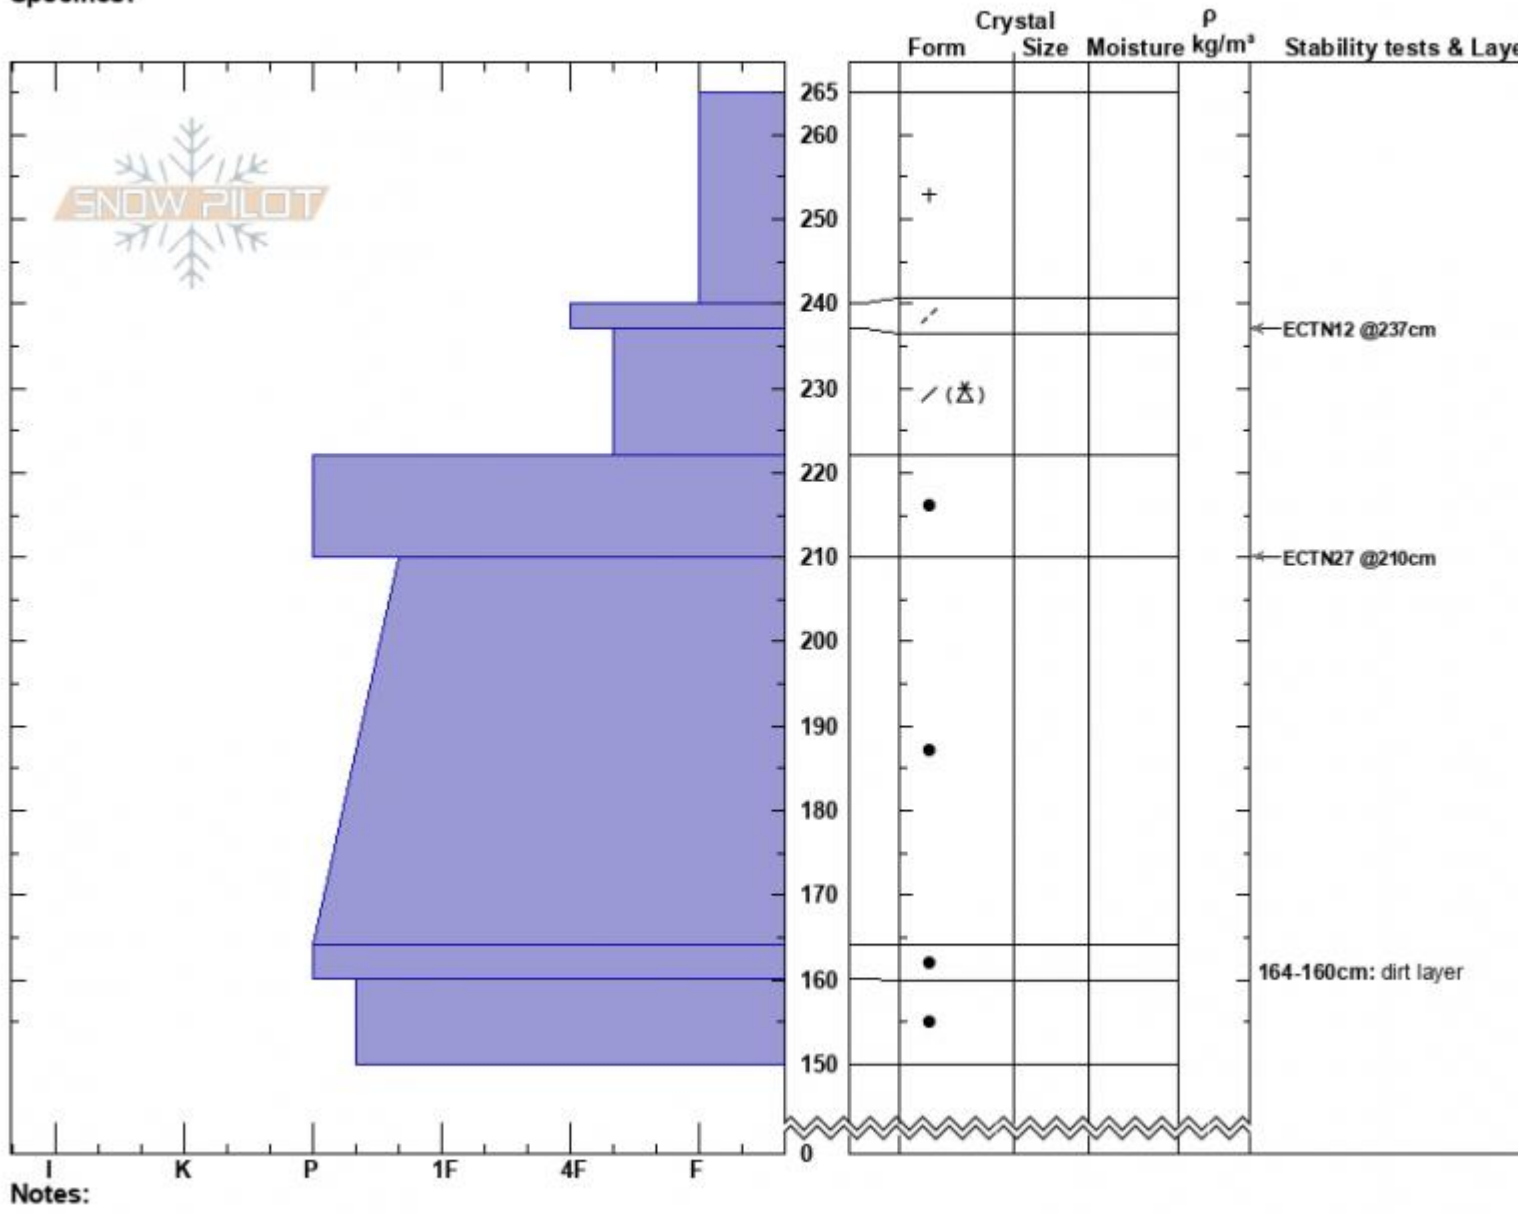 Specifics:
Crystal ρ
Form Size Moisture kg/m³ Stability tests & Laye
265
260
SNOW PILOT
250
240
ECTN12 @237cm
230
220
210
ECTN27 @210cm
200
190
180
170
160
164-160cm: dirt layer
150
0
I K P 1F 4F F
Notes: